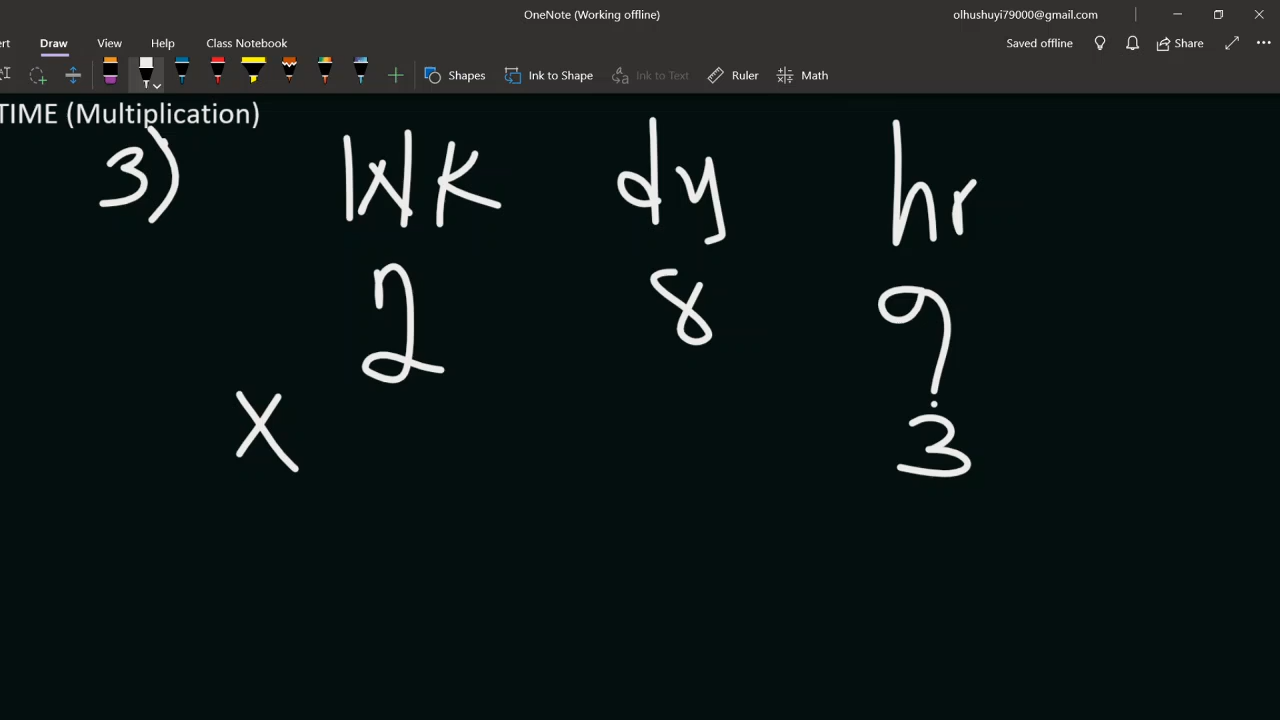 OneNote (Working offline) olhushuyi79000@gmail.com
rt Draw View Help Class Notebook Saved offline Share
Shapes Ink to Shape Ink to Text Ruler Math
TIME (Multiplication)
3) WK dy hr
2 8 9
X 3